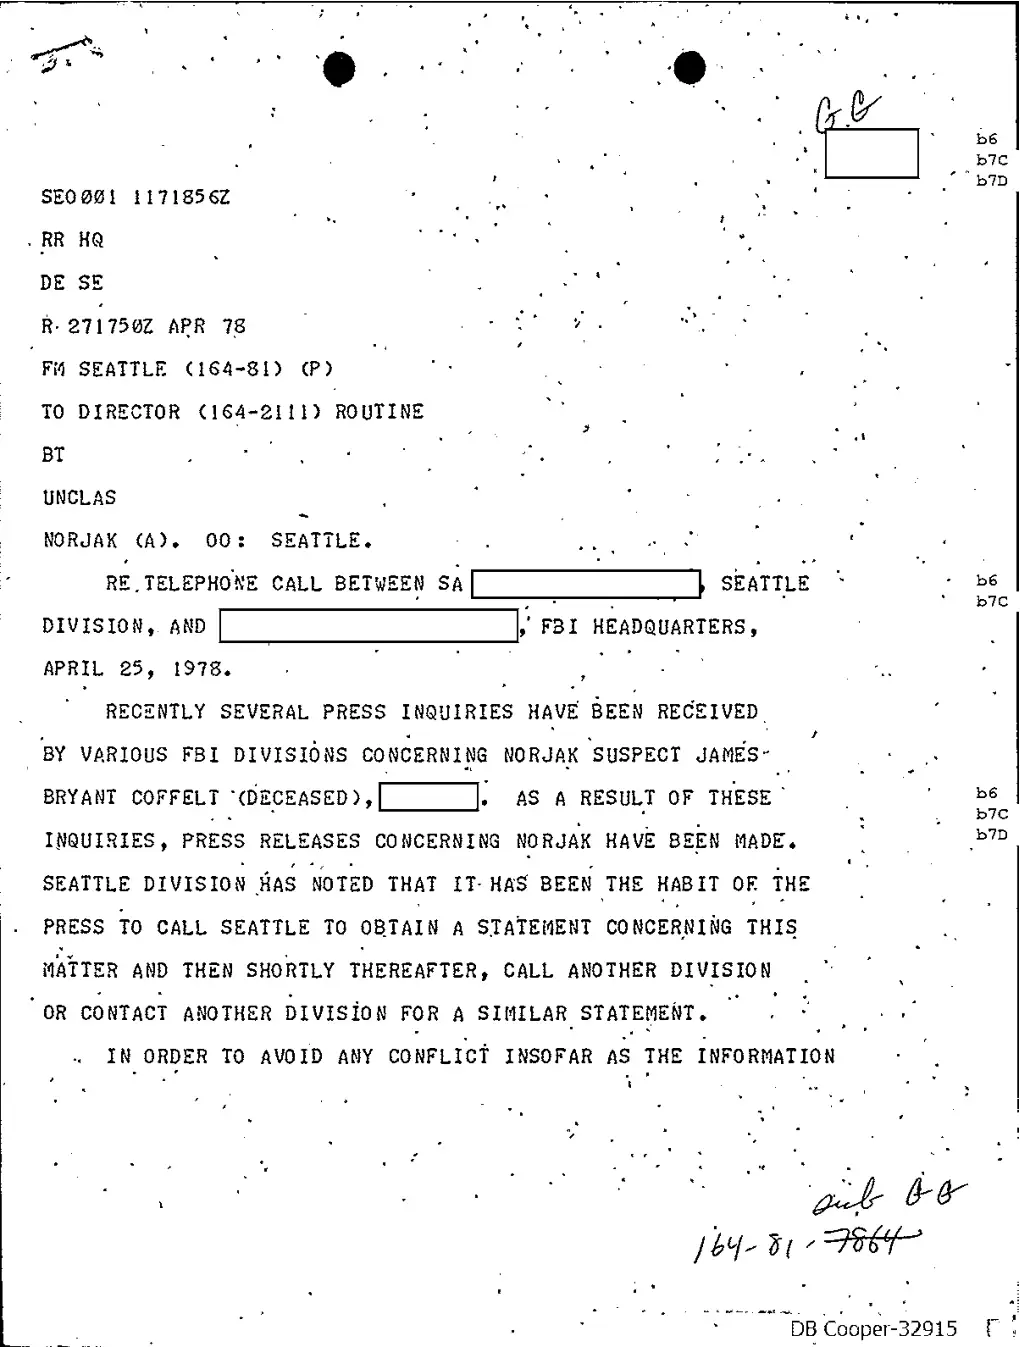 G.G
b6
b7C
b7D
SEO001 1171856Z
RR HQ
DE SE
R 271750Z APR 78
FM SEATTLE (164-81) (P)
TO DIRECTOR (164-2111) ROUTINE
BT
UNCLAS
NORJAK (A). OO: SEATTLE.
RE TELEPHONE CALL BETWEEN SA , SEATTLE
b6
b7C
DIVISION, AND , FBI HEADQUARTERS,
APRIL 25, 1978.
RECENTLY SEVERAL PRESS INQUIRIES HAVE BEEN RECEIVED
BY VARIOUS FBI DIVISIONS CONCERNING NORJAK SUSPECT JAMES
BRYANT COFFELT (DECEASED), . AS A RESULT OF THESE
b6
b7C
b7D
INQUIRIES, PRESS RELEASES CONCERNING NORJAK HAVE BEEN MADE.
SEATTLE DIVISION HAS NOTED THAT IT HAS BEEN THE HABIT OF THE
PRESS TO CALL SEATTLE TO OBTAIN A STATEMENT CONCERNING THIS
MATTER AND THEN SHORTLY THEREAFTER, CALL ANOTHER DIVISION
OR CONTACT ANOTHER DIVISION FOR A SIMILAR STATEMENT.
IN ORDER TO AVOID ANY CONFLICT INSOFAR AS THE INFORMATION
sub
164-81-7864
DB Cooper-32915